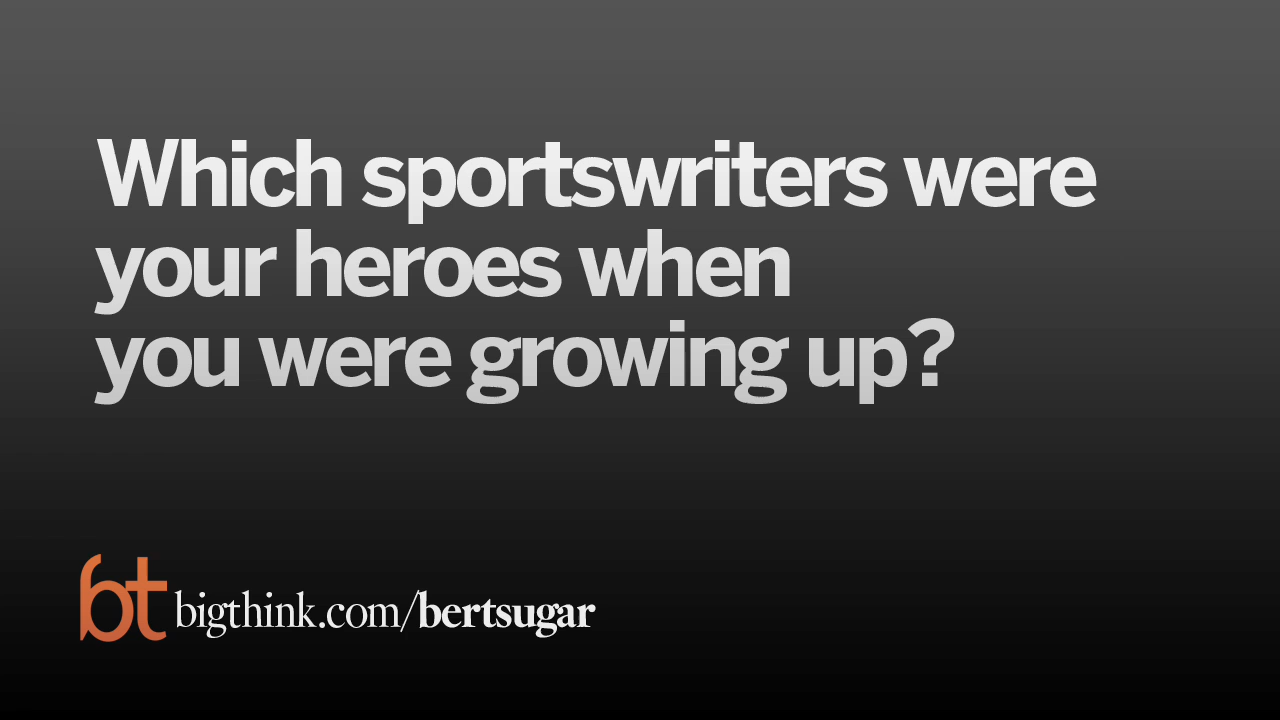 Which sportswriters were
your heroes when
you were growing up?
bt bigthink.com/bertsugar